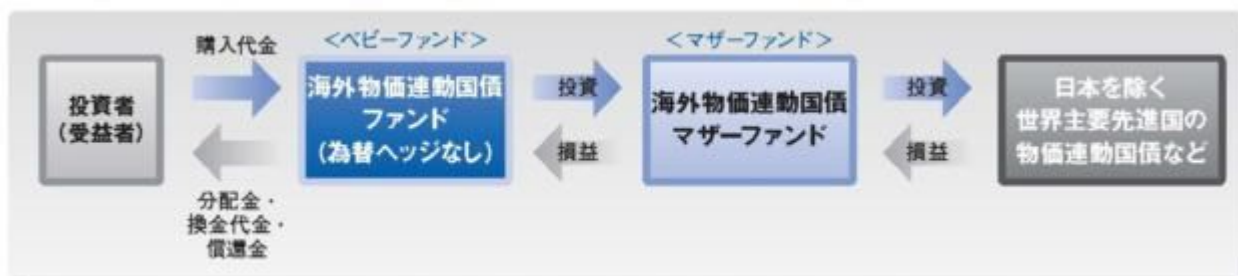 投資者
（受益者）
購入代金
分配金・
換金代金・
償還金
＜ベビーファンド＞
海外物価連動国債
ファンド
（為替ヘッジなし）
投資
損益
＜マザーファンド＞
海外物価連動国債
マザーファンド
投資
損益
日本を除く
世界主要先進国の
物価連動国債など